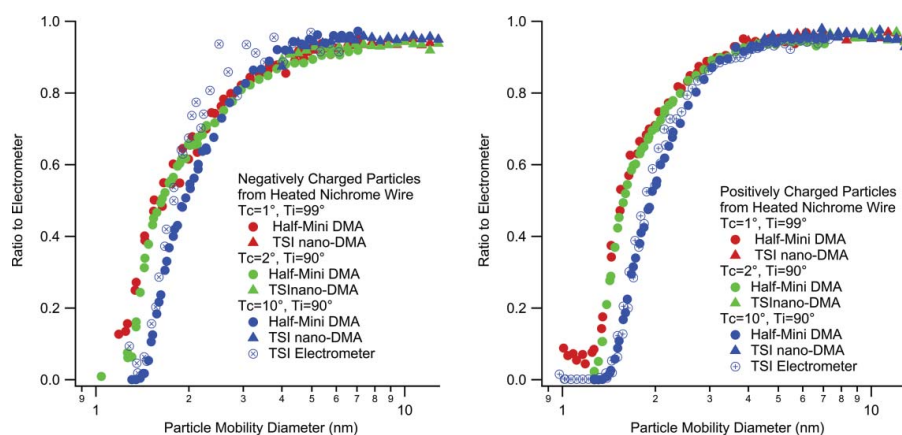 1.0
0.8
0.6
0.4
0.2
0.0
Ratio to Electrometer
Negatively Charged Particles
from Heated Nichrome Wire
Tc=1°, Ti=99°
Half-Mini DMA
TSI nano-DMA
Tc=2°, Ti=90°
Half-Mini DMA
TSInano-DMA
Tc=10°, Ti=90°
Half-Mini DMA
TSI nano-DMA
TSI Electrometer
9 1 2 3 4 5 6 7 8 9 10
Particle Mobility Diameter (nm)
1.0
0.8
0.6
0.4
0.2
0.0
Ratio to Electrometer
Positively Charged Particles
from Heated Nichrome Wire
Tc=1°, Ti=99°
Half-Mini DMA
TSI nano-DMA
Tc=2°, Ti=90°
Half-Mini DMA
TSInano-DMA
Tc=10°, Ti=90°
Half-Mini DMA
TSI nano-DMA
TSI Electrometer
9 1 2 3 4 5 6 7 8 9 10
Particle Mobility Diameter (nm)